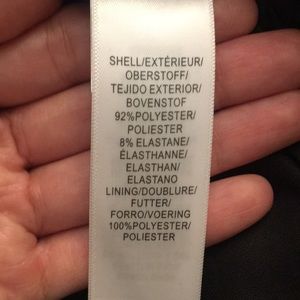 SHELL/EXTÉRIEUR/
OBERSTOFF/
TEJIDO EXTERIOR/
BOVENSTOF
92%POLYESTER/
POLIESTER
8% ELASTANE/
ÉLASTHANNE/
ELASTHAN/
ELASTANO
LINING/DOUBLURE/
FUTTER/
FORRO/VOERING
100%POLYESTER/
POLIESTER